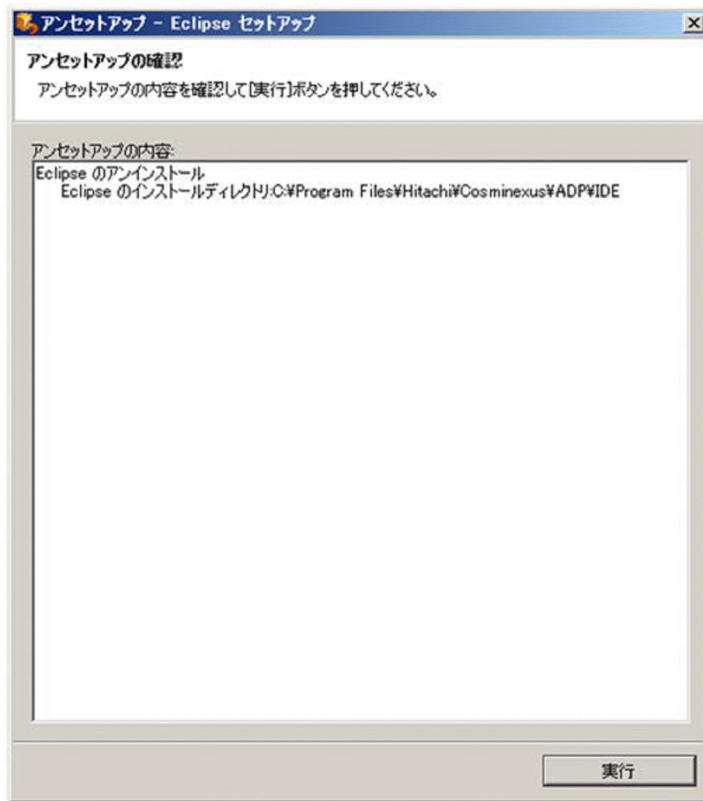 アンセットアップ - Eclipse セットアップ
アンセットアップの確認
アンセットアップの内容を確認して[実行]ボタンを押してください。
アンセットアップの内容:
Eclipse のアンインストール
Eclipse のインストールディレクトリ:C:¥Program Files¥Hitachi¥Cosminexus¥ADP¥IDE
実行